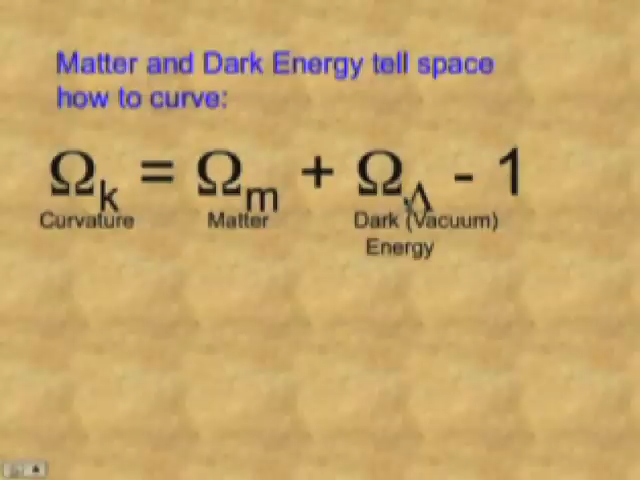 Matter and Dark Energy tell space
how to curve:
Ωk = Ωm + ΩΛ - 1
Curvature Matter Dark (Vacuum)
Energy